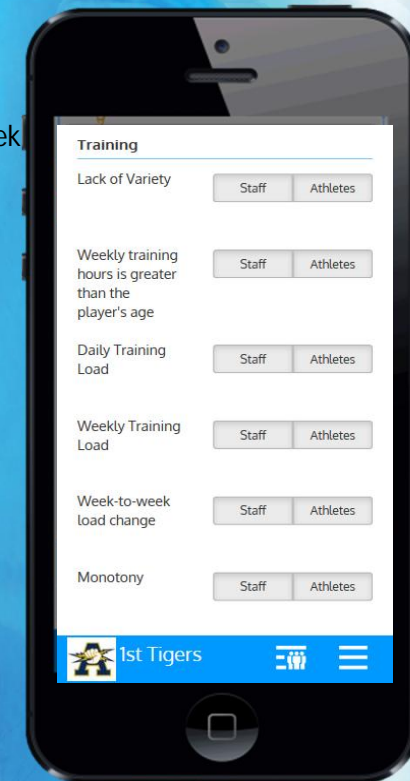 ek
Training
Lack of Variety
Staff Athletes
Weekly training
hours is greater
than the
player's age
Staff Athletes
Daily Training
Load
Staff Athletes
Weekly Training
Load
Staff Athletes
Week-to-week
load change
Staff Athletes
Monotony
Staff Athletes
A
1st Tigers